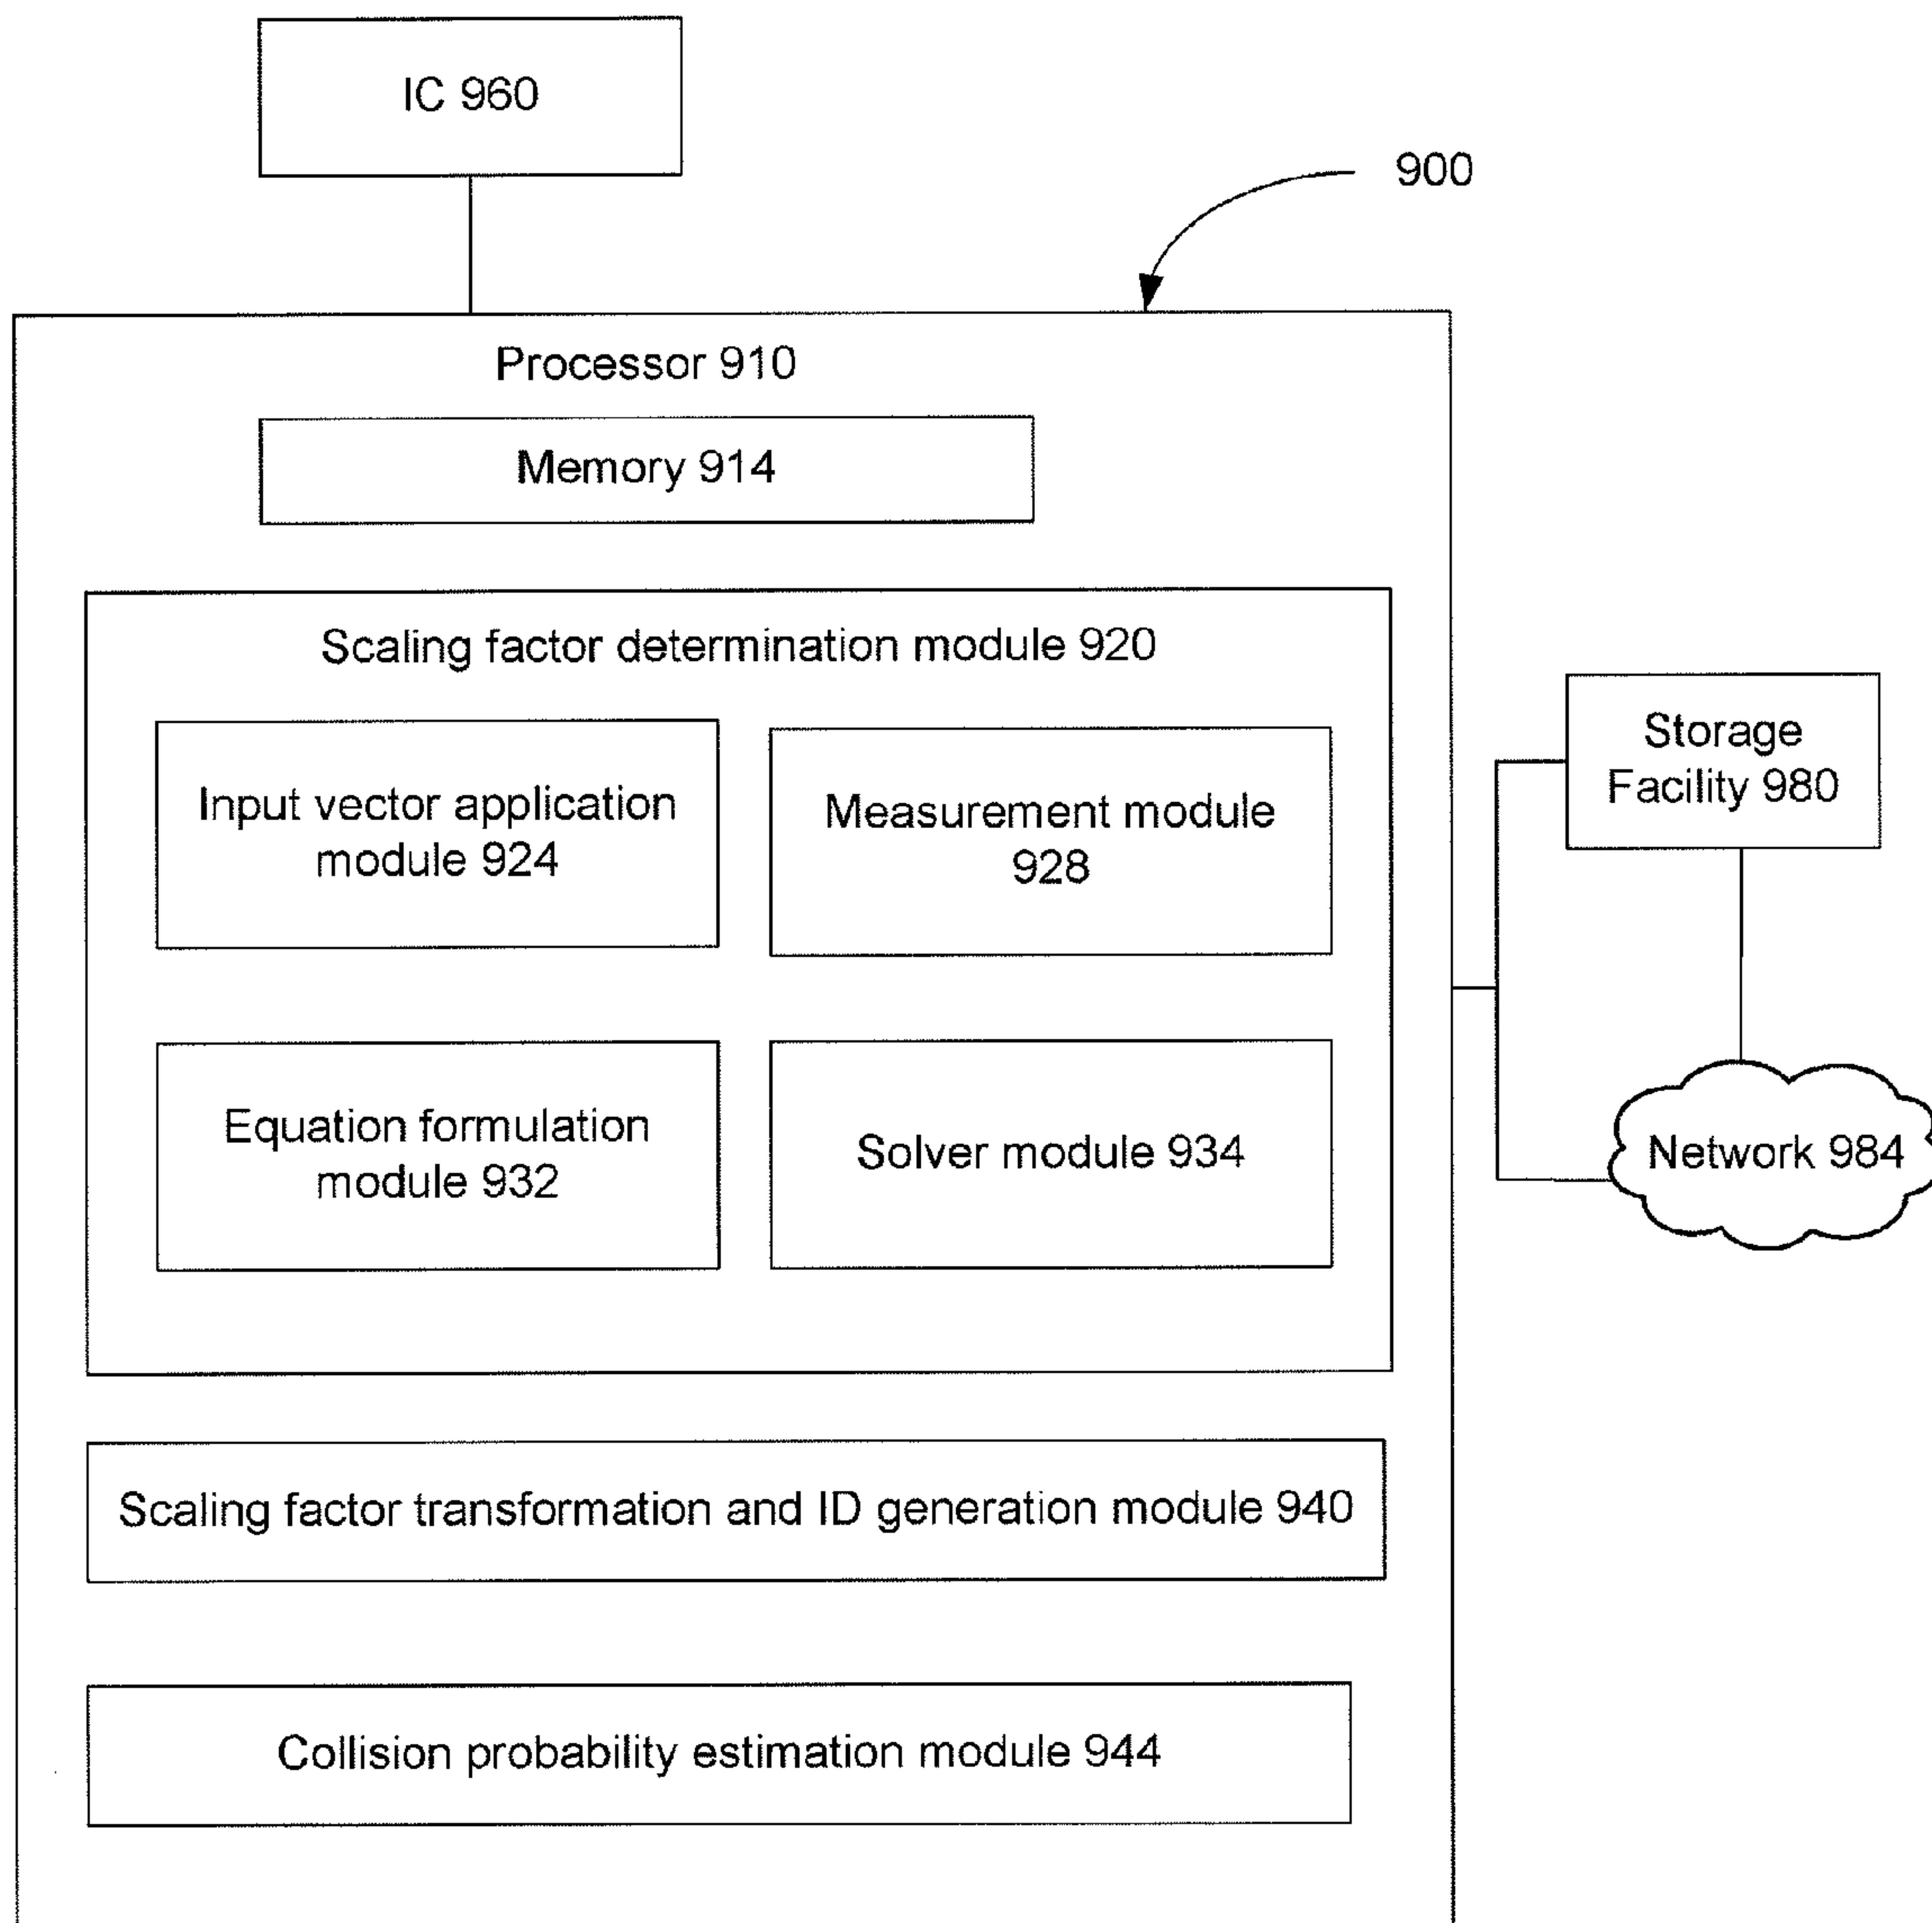 IC 960
900
Processor 910
Memory 914
Scaling factor determination module 920
Input vector application
module 924
Measurement module
928
Equation formulation
module 932
Solver module 934
Storage
Facility 980
Network 984
Scaling factor transformation and ID generation module 940
Collision probability estimation module 944